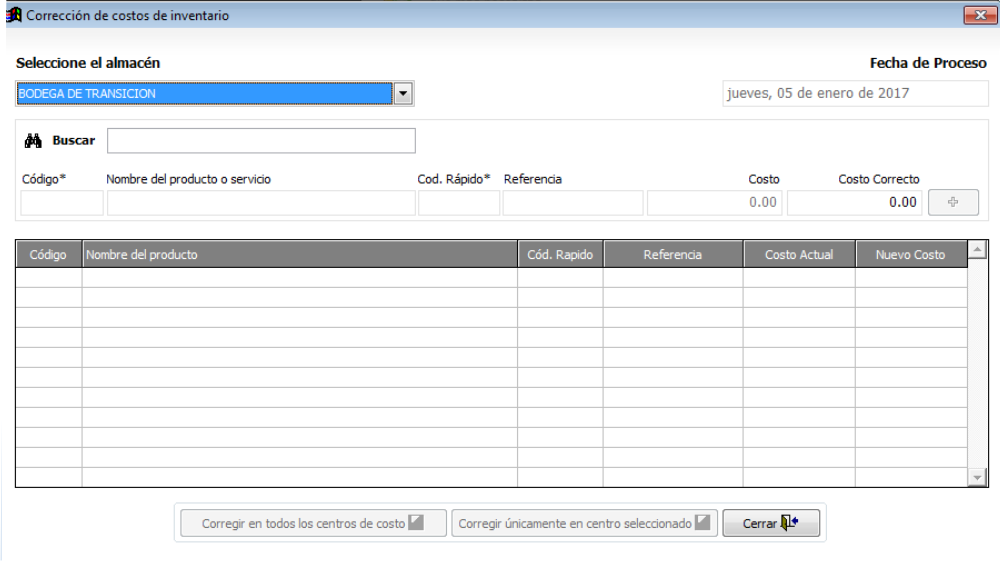 Corrección de costos de inventario
Seleccione el almacén
Fecha de Proceso
BODEGA DE TRANSICION
jueves, 05 de enero de 2017
Buscar
Código* Nombre del producto o servicio Cod. Rápido* Referencia Costo Costo Correcto
0.00 0.00
Código Nombre del producto Cód. Rapido Referencia Costo Actual Nuevo Costo
Corregir en todos los centros de costo Corregir únicamente en centro seleccionado Cerrar